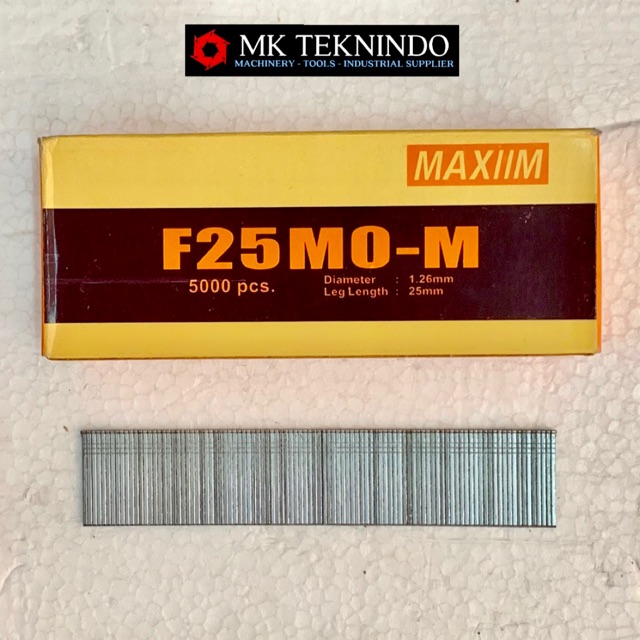 MK TEKNINDO
MACHINERY - TOOLS - INDUSTRIAL SUPPLIER
MAXIIM
F25MO-M
5000 pcs.
Diameter : 1.26mm
Leg Length : 25mm